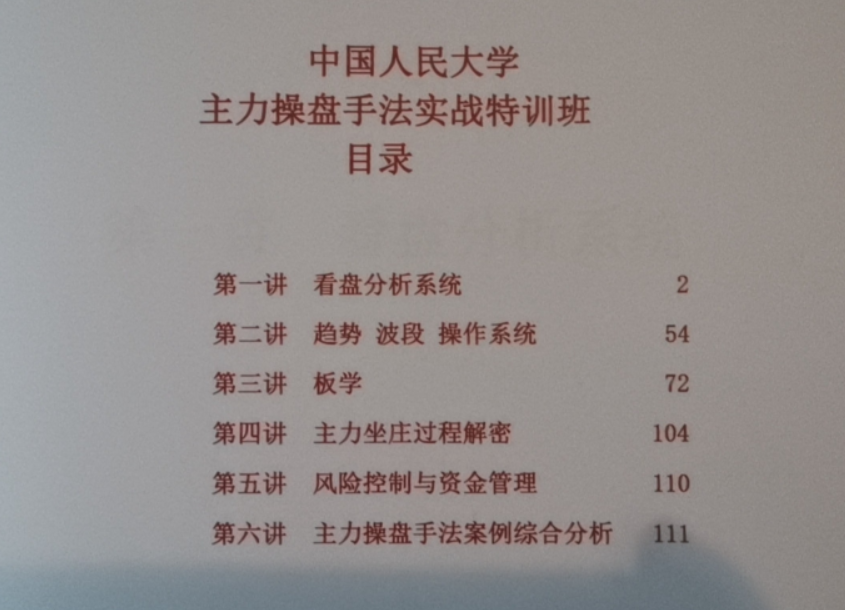 中国人民大学
主力操盘手法实战特训班
目录
第一讲 看盘分析系统 2
第二讲 趋势 波段 操作系统 54
第三讲 板学 72
第四讲 主力坐庄过程解密 104
第五讲 风险控制与资金管理 110
第六讲 主力操盘手法案例综合分析 111